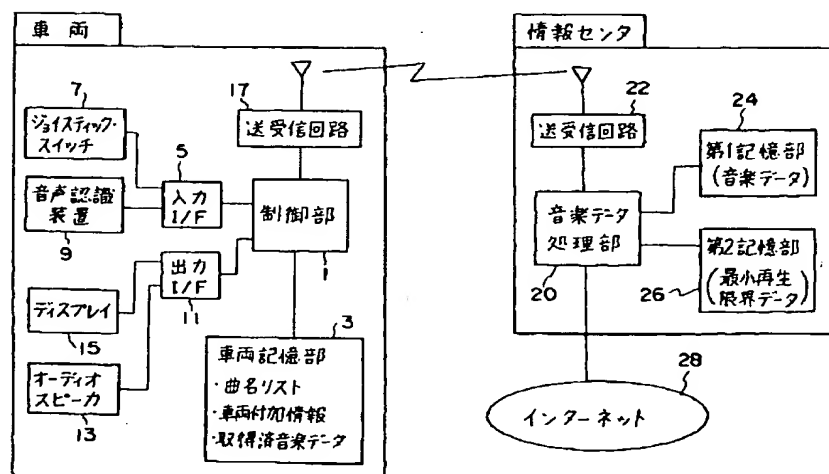 車両
7
ジョイスティック・
スイッチ
音声認識
装置
9
5
入力
I/F
出力
I/F
11
ディスプレイ
15
オーディオ
スピーカ
13
17
送受信回路
制御部
1
3
車両記憶部
・曲名リスト
・車両付加情報
・取得済音楽データ
情報センタ
22
送受信回路
音楽データ
処理部
20
24
第1記憶部
(音楽データ)
第2記憶部
(最小再生
限界データ)
26
28
インターネット